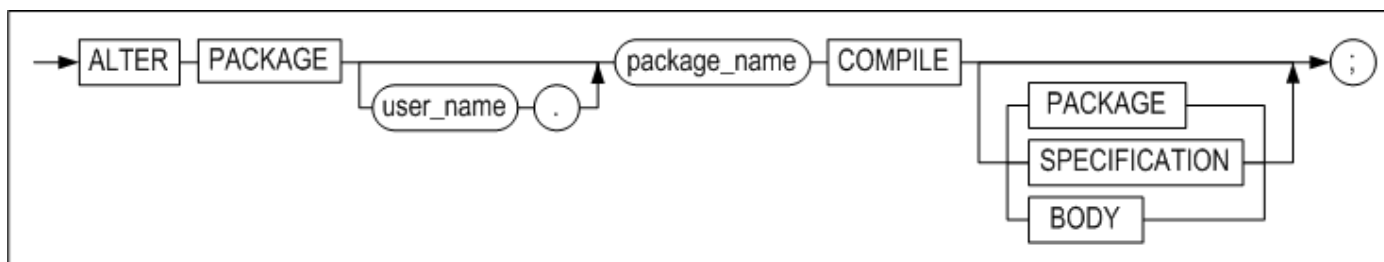 ALTER PACKAGE package_name COMPILE ;
user_name .
PACKAGE
SPECIFICATION
BODY